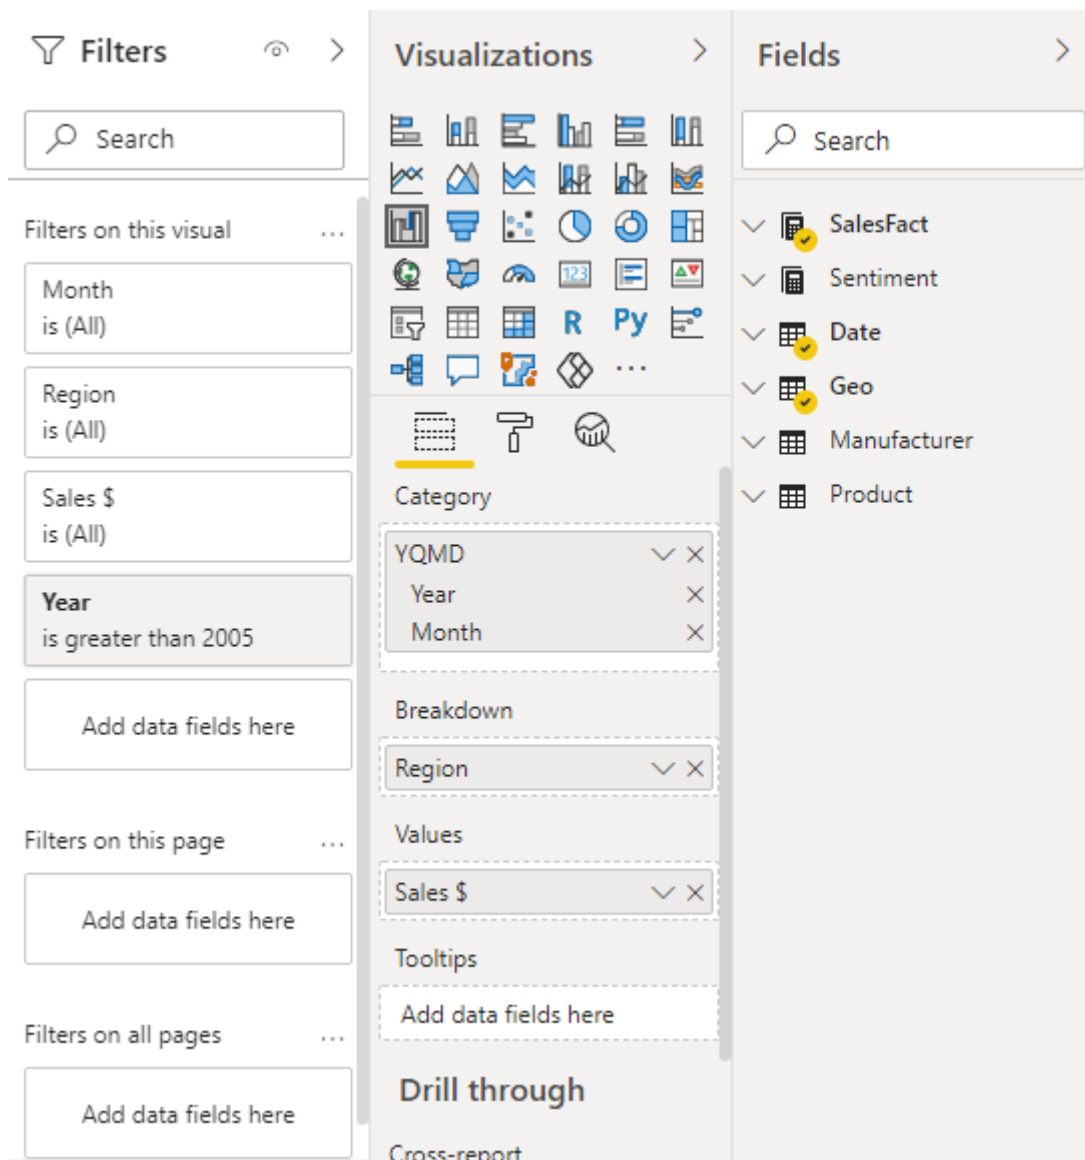 Filters
Search
Filters on this visual
...
Month
is (All)
Region
is (All)
Sales $
is (All)
Year
is greater than 2005
Add data fields here
Filters on this page
...
Add data fields here
Filters on all pages
...
Add data fields here
Visualizations
123
R
Py
...
Category
YQMD
Year
Month
Breakdown
Region
Values
Sales $
Tooltips
Add data fields here
Drill through
Cross-report
Fields
Search
SalesFact
Sentiment
Date
Geo
Manufacturer
Product